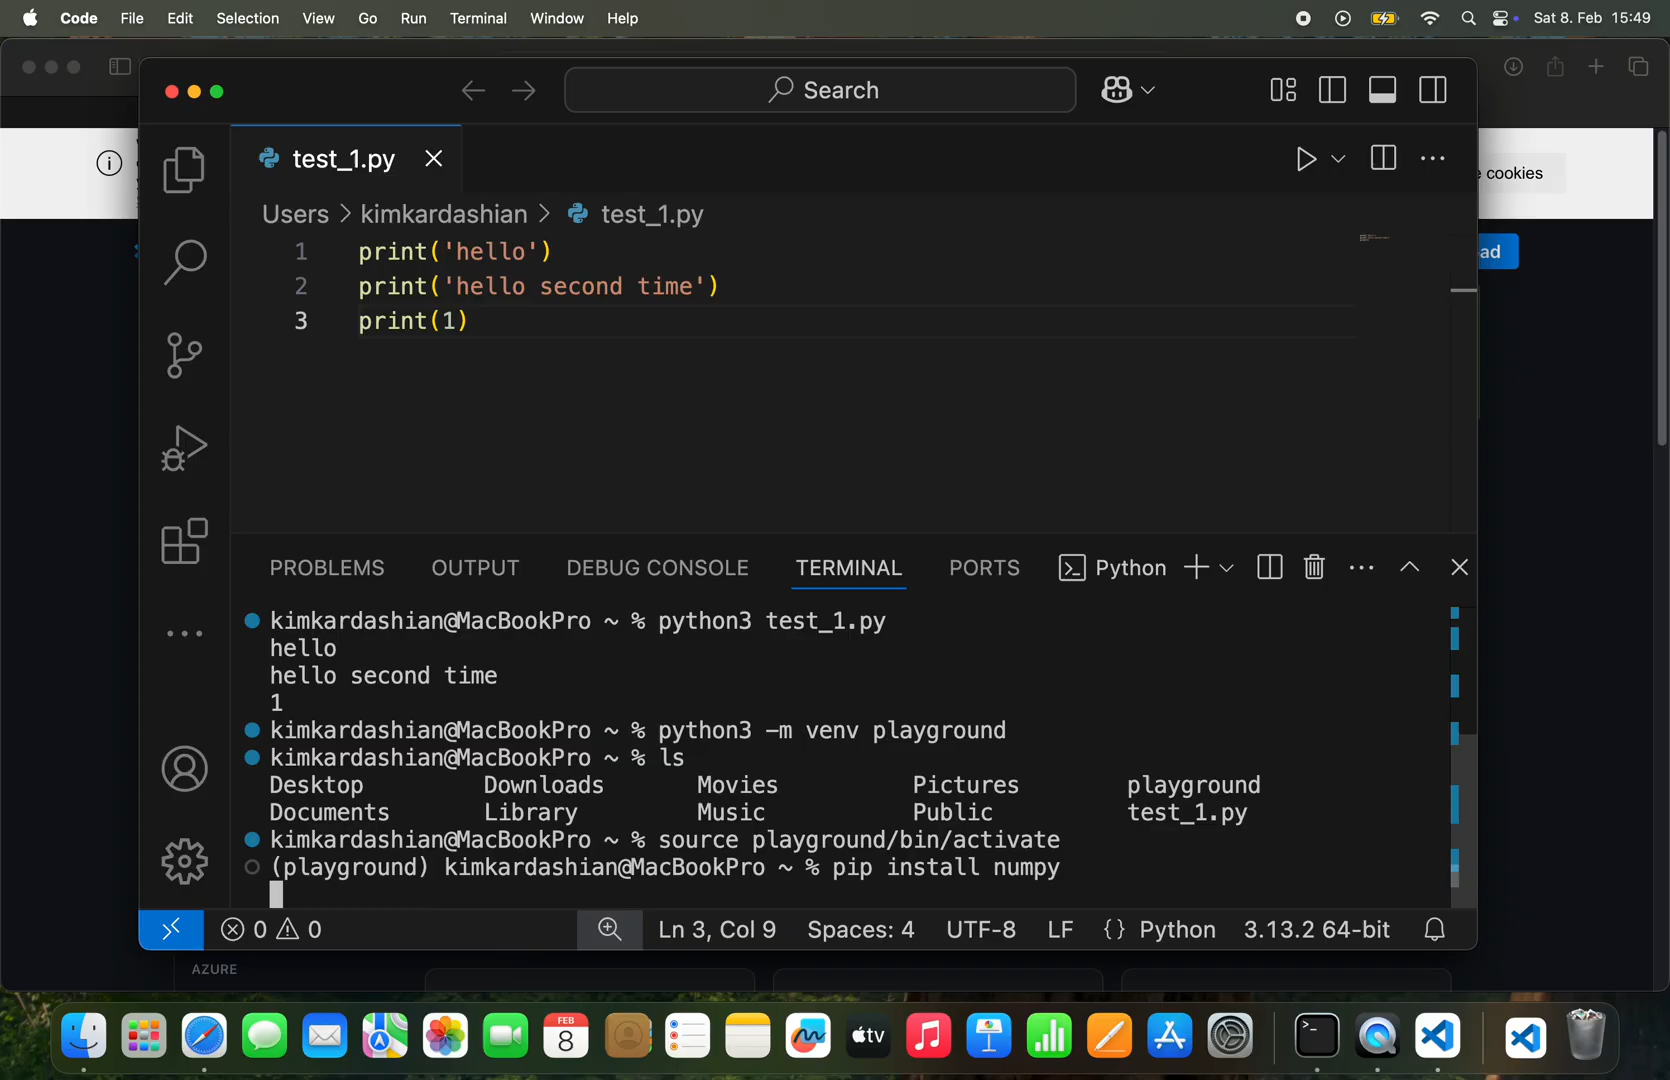 Code File Edit Selection View Go Run Terminal Window Help Sat 8. Feb 15:49
Search
test_1.py
cookies
Users > kimkardashian > test_1.py
ad
1 print('hello')
2 print('hello second time')
3 print(1)
PROBLEMS OUTPUT DEBUG CONSOLE TERMINAL PORTS Python
kimkardashian@MacBookPro ~ % python3 test_1.py
hello
hello second time
1
kimkardashian@MacBookPro ~ % python3 -m venv playground
kimkardashian@MacBookPro ~ % ls
Desktop Downloads Movies Pictures playground
Documents Library Music Public test_1.py
kimkardashian@MacBookPro ~ % source playground/bin/activate
(playground) kimkardashian@MacBookPro ~ % pip install numpy
0 0 Ln 3, Col 9 Spaces: 4 UTF-8 LF {} Python 3.13.2 64-bit
AZURE
FEB
8
tv